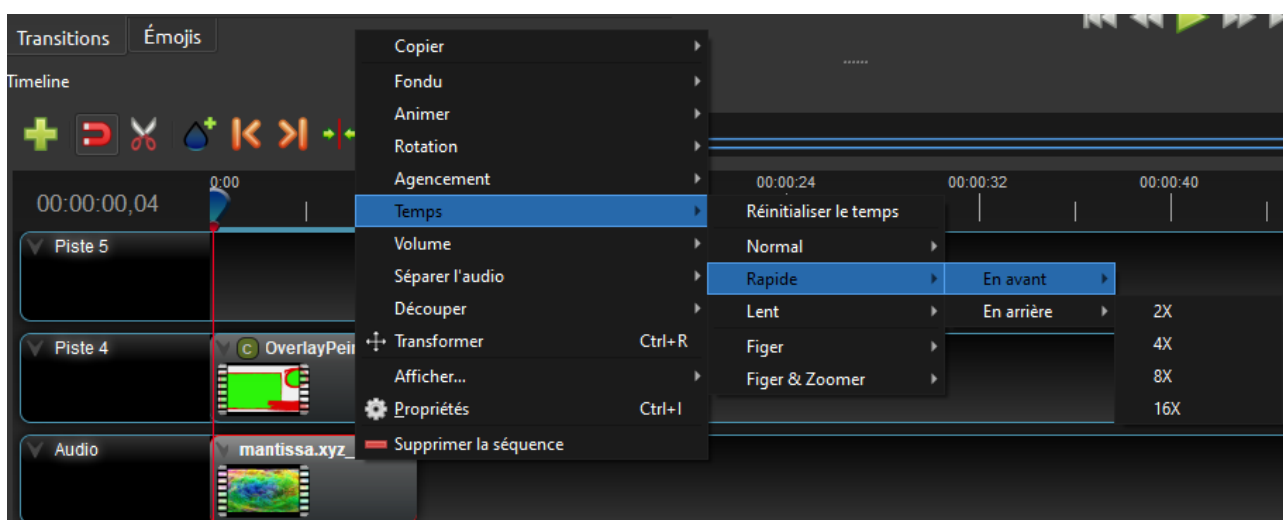 Transitions
Émojis
Timeline
00:00:00,04
0:00
00:00:24
00:00:32
00:00:40
Piste 5
Piste 4
C OverlayPei
Audio
mantissa.xyz_
Copier
Fondu
Animer
Rotation
Agencement
Temps
Volume
Séparer l'audio
Découper
Transformer Ctrl+R
Afficher...
Propriétés Ctrl+I
Supprimer la séquence
Réinitialiser le temps
Normal
Rapide
Lent
Figer
Figer & Zoomer
En avant
En arrière
2X
4X
8X
16X